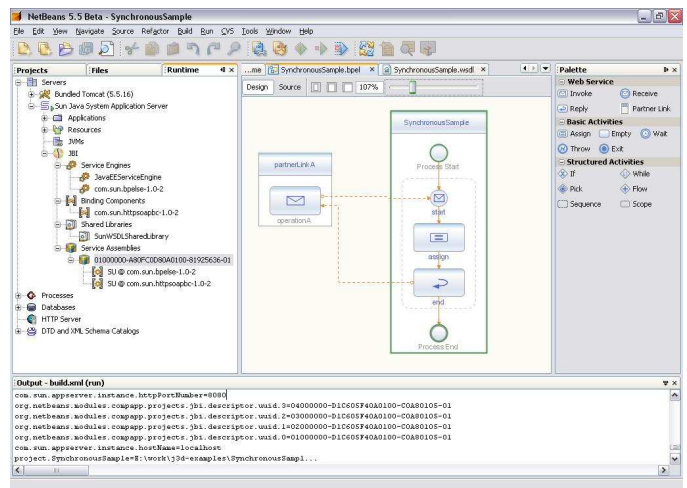 NetBeans 5.5 Beta - SynchronousSample
File Edit View Navigate Source Refactor Build Run CVS Tools Window Help
Projects Files Runtime
Servers
Bundled Tomcat (5.5.16)
Sun Java System Application Server
Applications
Resources
JVMs
JBI
Service Engines
JavaEEServiceEngine
com.sun.bpelse-1.0-2
Binding Components
com.sun.httpsoapbc-1.0-2
Shared Libraries
SunWSDLSharedLibrary
Service Assemblies
01000000-A80FC0D80A0100-81925636-01
SU @ com.sun.bpelse-1.0-2
SU @ com.sun.httpsoapbc-1.0-2
Processes
Databases
HTTP Server
DTD and XML Schema Catalogs
...me SynchronousSample.bpel SynchronousSample.wsdl
Design Source 107%
SynchronousSample
Process Start
partnerLinkA
operationA
start
assign
end
Process End
Palette
Web Service
Invoke Receive
Reply Partner Link
Basic Activities
Assign Empty Wait
Throw Exit
Structured Activities
If While
Pick Flow
Sequence Scope
Output - build.xml (run)
com.sun.appserver.instance.httpPortNumber=8080
org.netbeans.modules.compapp.projects.jbi.descriptor.uuid.3=04000000-D1C605F40A0100-C0A80105-01
org.netbeans.modules.compapp.projects.jbi.descriptor.uuid.2=03000000-D1C605F40A0100-C0A80105-01
org.netbeans.modules.compapp.projects.jbi.descriptor.uuid.1=02000000-D1C605F40A0100-C0A80105-01
org.netbeans.modules.compapp.projects.jbi.descriptor.uuid.0=01000000-D1C605F40A0100-C0A80105-01
com.sun.appserver.instance.hostName=localhost
project.SynchronousSample=E:\work\j3d-examples\SynchronousSampl...